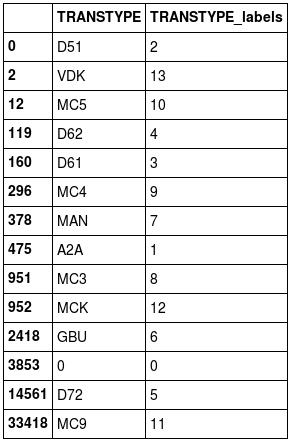 TRANSTYPE TRANSTYPE_labels
0 D51 2
2 VDK 13
12 MC5 10
119 D62 4
160 D61 3
296 MC4 9
378 MAN 7
475 A2A 1
951 MC3 8
952 MCK 12
2418 GBU 6
3853 0 0
14561 D72 5
33418 MC9 11